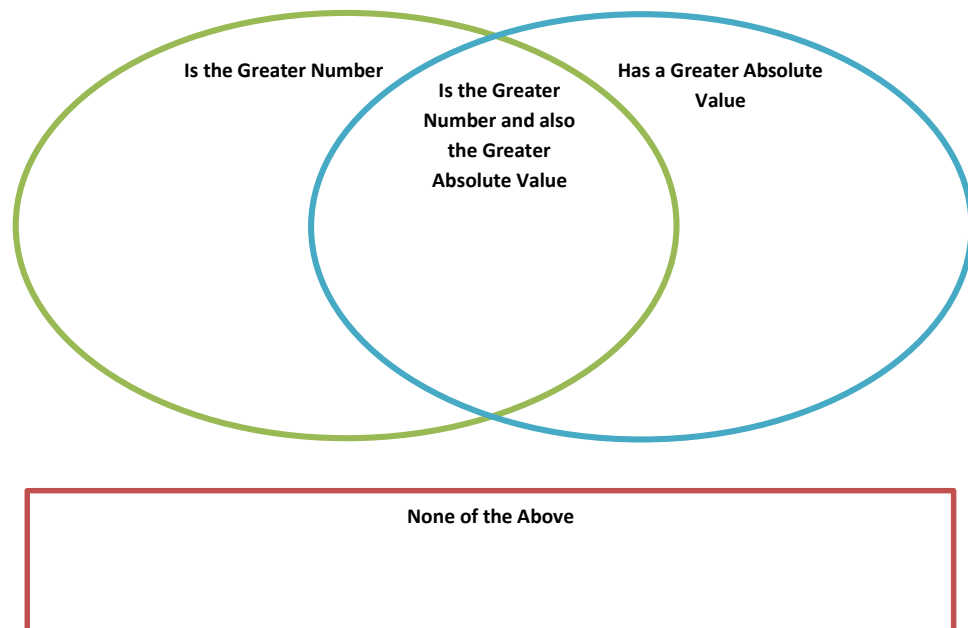 Is the Greater Number
Is the Greater
Number and also
the Greater
Absolute Value
Has a Greater Absolute
Value
None of the Above